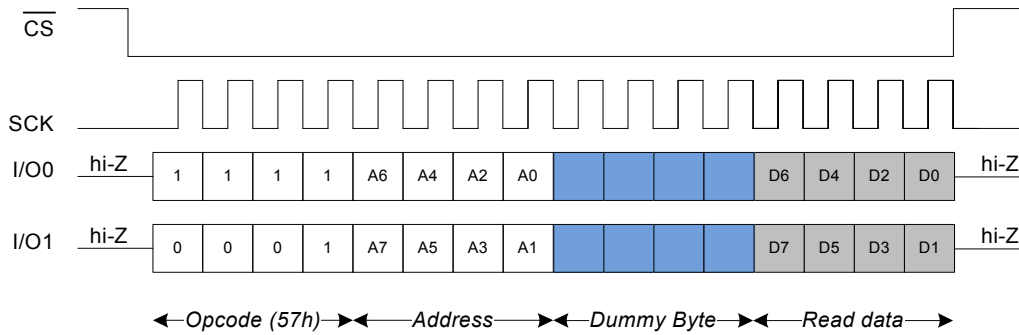 CS
SCK
I/O0 hi-Z 1 1 1 1 A6 A4 A2 A0 D6 D4 D2 D0 hi-Z
I/O1 hi-Z 0 0 0 1 A7 A5 A3 A1 D7 D5 D3 D1 hi-Z
Opcode (57h) Address Dummy Byte Read data